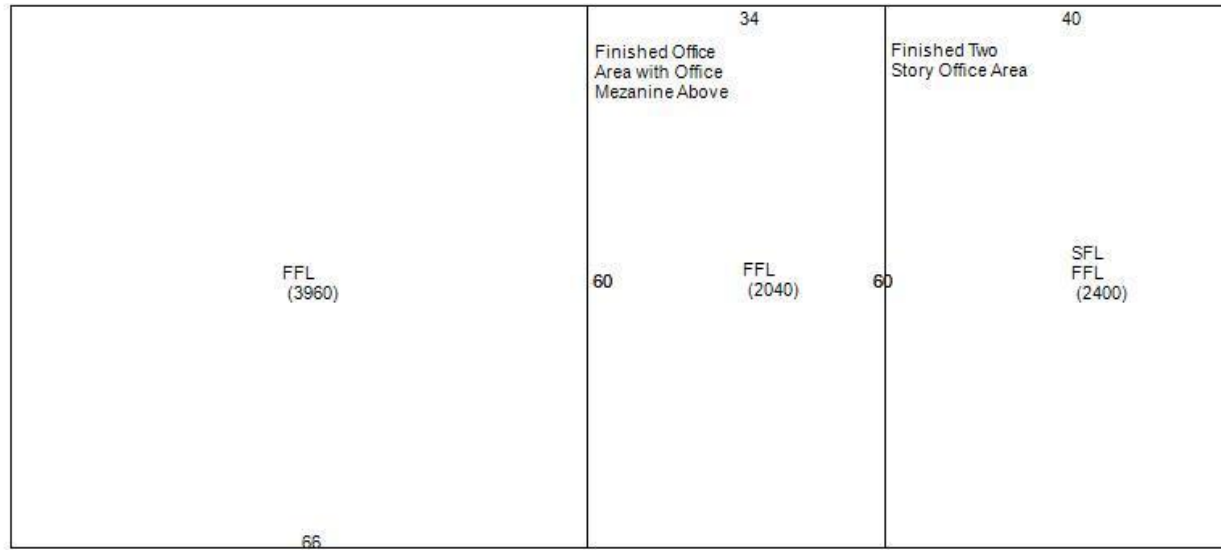 34
40
Finished Office
Area with Office
Mezanine Above
Finished Two
Story Office Area
FFL
(3960)
60
FFL
(2040)
60
SFL
FFL
(2400)
66